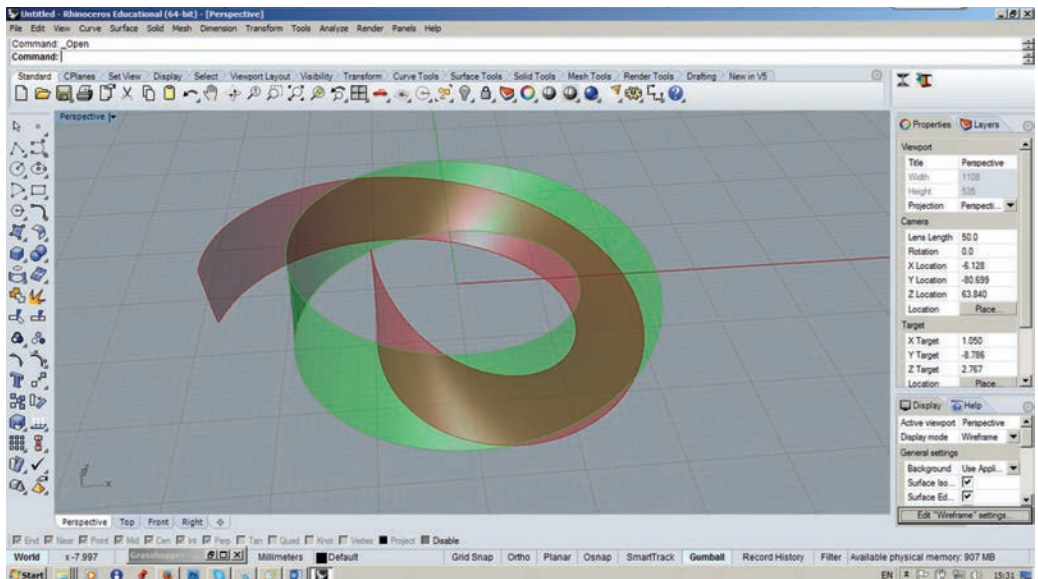 Untitled - Rhinoceros Educational (64-bit) - [Perspective]
File Edit View Curve Surface Solid Mesh Dimension Transform Tools Analyze Render Panels Help
Command: _Open
Command:
Standard CPlanes Set View Display Select Viewport Layout Visibility Transform Curve Tools Surface Tools Solid Tools Mesh Tools Render Tools Drafting New in V5
Perspective
Properties Layers
Viewport
Title Perspective
Width 1108
Height 535
Projection Perspecti...
Camera
Lens Length 50.0
Rotation 0.0
X Location -6.128
Y Location -80.699
Z Location 63.840
Location Place...
Target
X Target 1.050
Y Target -8.786
Z Target 2.767
Location Place...
Display Help
Active viewport Perspective
Display mode Wireframe
General settings
Background Use Appli...
Surface Iso...
Surface Ed...
Edit "Wireframe" settings...
x
Perspective Top Front Right
End Near Point Mid Cen Int Perp Tan Quad Knot Vertex Project Disable
World x -7.997 Grasshopper Millimeters Default Grid Snap Ortho Planar Osnap SmartTrack Gumball Record History Filter Available physical memory: 907 MB
Start EN 15:31